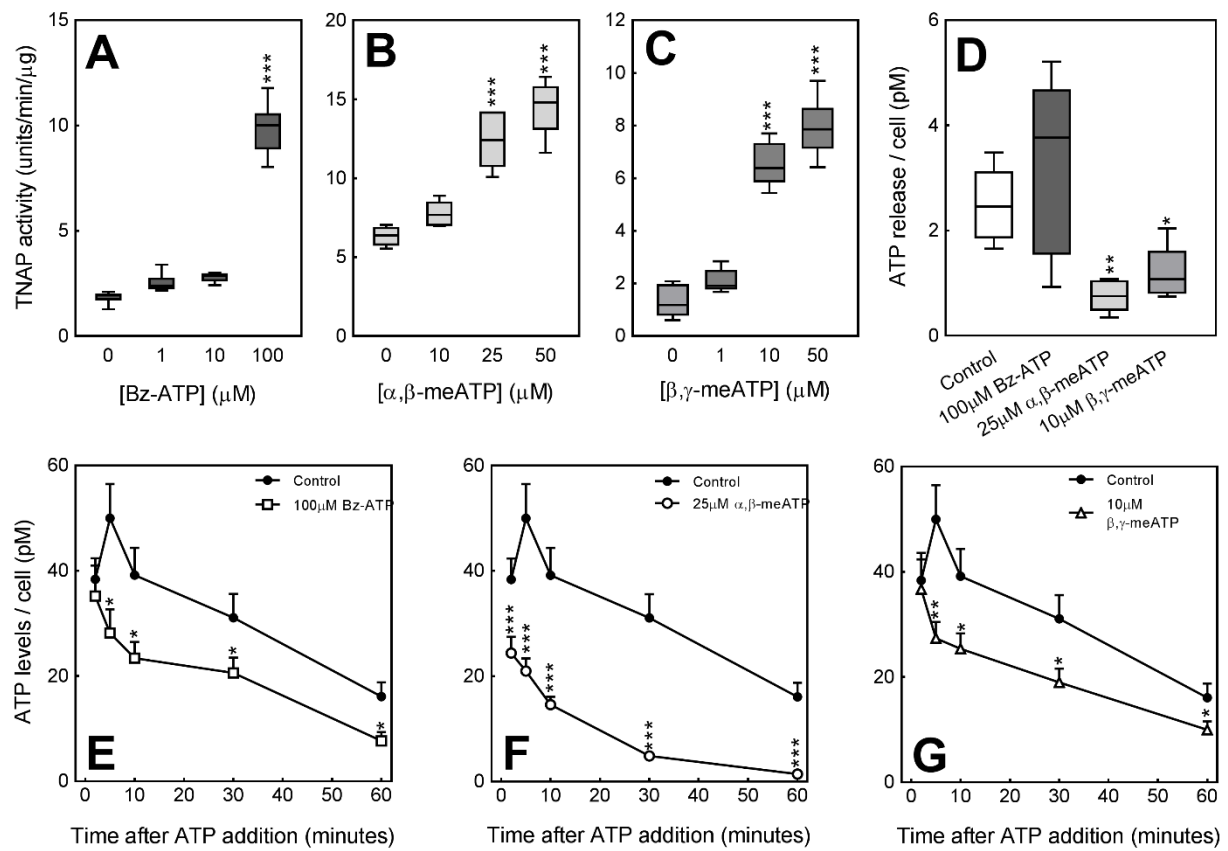 A
TNAP activity (units/min/μg)
15
10
5
0
***
0 1 10 100
[Bz-ATP] (μM)
B
20
15
10
5
0
***
***
0 10 25 50
[α,β-meATP] (μM)
C
12
10
8
6
4
2
0
***
***
0 1 10 50
[β,γ-meATP] (μM)
D
ATP release / cell (pM)
6
4
2
0
**
*
Control
100μM Bz-ATP
25μM α,β-meATP
10μM β,γ-meATP
E
ATP levels / cell (pM)
60
40
20
0
Control
100μM Bz-ATP
*
*
*
*
0 10 20 30 40 50 60
Time after ATP addition (minutes)
F
60
40
20
0
Control
25μM α,β-meATP
***
***
***
***
***
0 10 20 30 40 50 60
Time after ATP addition (minutes)
G
60
40
20
0
Control
10μM
β,γ-meATP
**
*
*
*
0 10 20 30 40 50 60
Time after ATP addition (minutes)